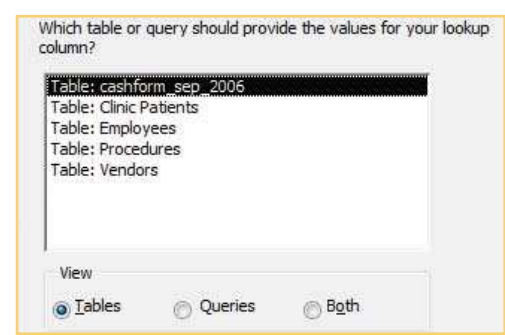 Which table or query should provide the values for your lookup
column?
Table: cashform_sep_2006
Table: Clinic Patients
Table: Employees
Table: Procedures
Table: Vendors
View
Tables Queries Both